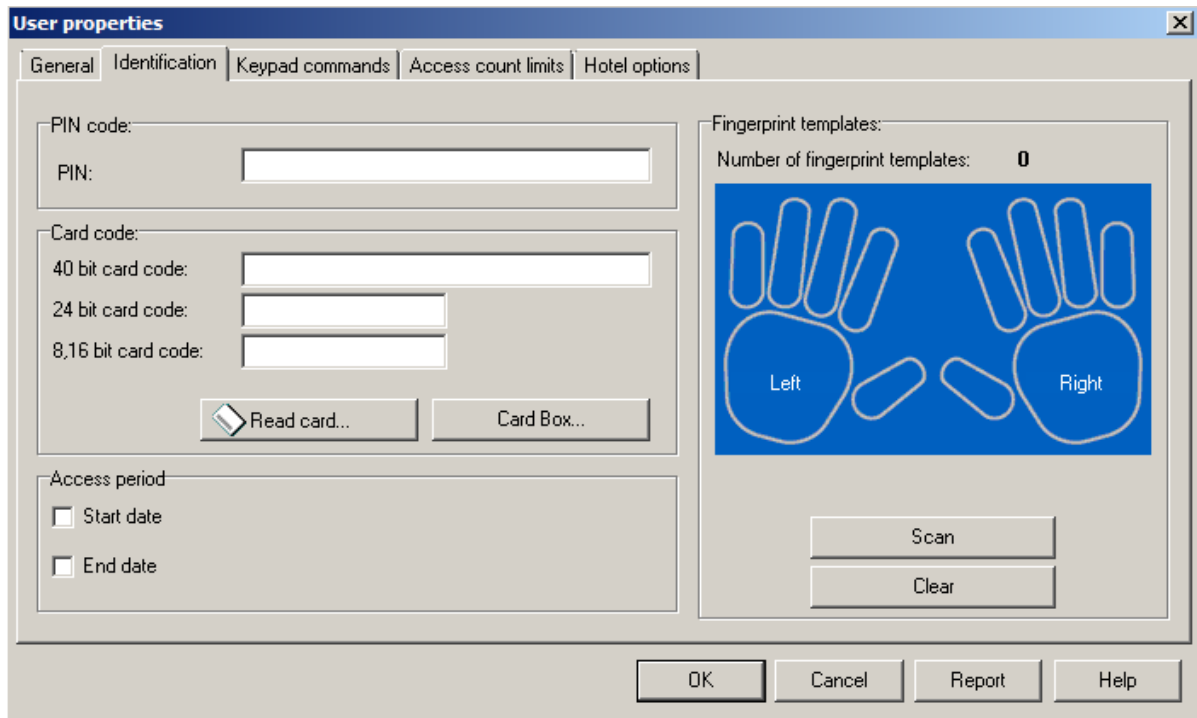 User properties
General Identification Keypad commands Access count limits Hotel options
PIN code:
PIN:
Card code:
40 bit card code:
24 bit card code:
8,16 bit card code:
Read card... Card Box...
Access period
Start date
End date
Fingerprint templates:
Number of fingerprint templates: 0
Left Right
Scan
Clear
OK Cancel Report Help